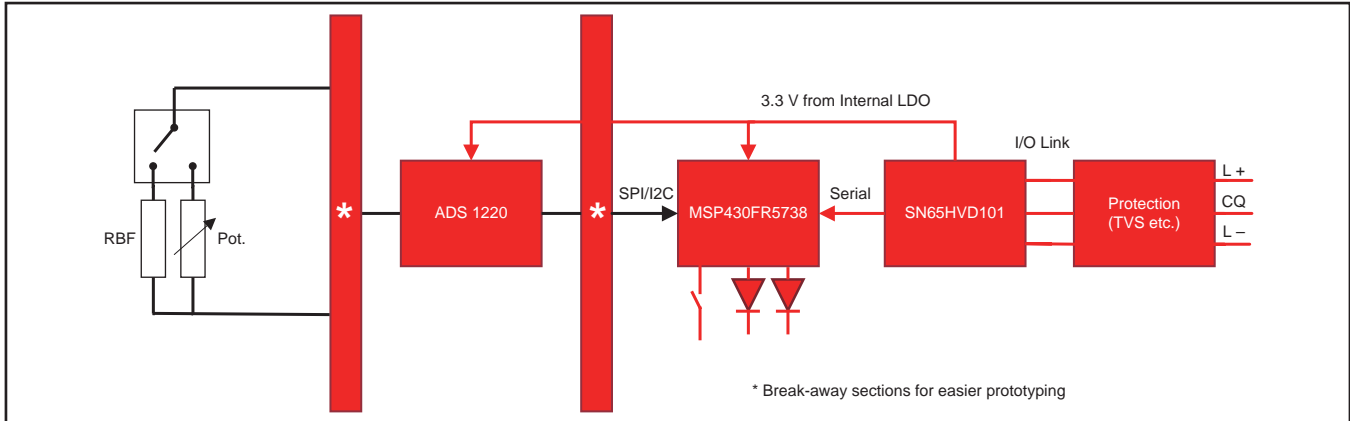 3.3 V from Internal LDO
I/O Link
RBF
Pot.
*
ADS 1220
*
SPI/I2C
MSP430FR5738
Serial
SN65HVD101
Protection
(TVS etc.)
L +
CQ
L –
* Break-away sections for easier prototyping